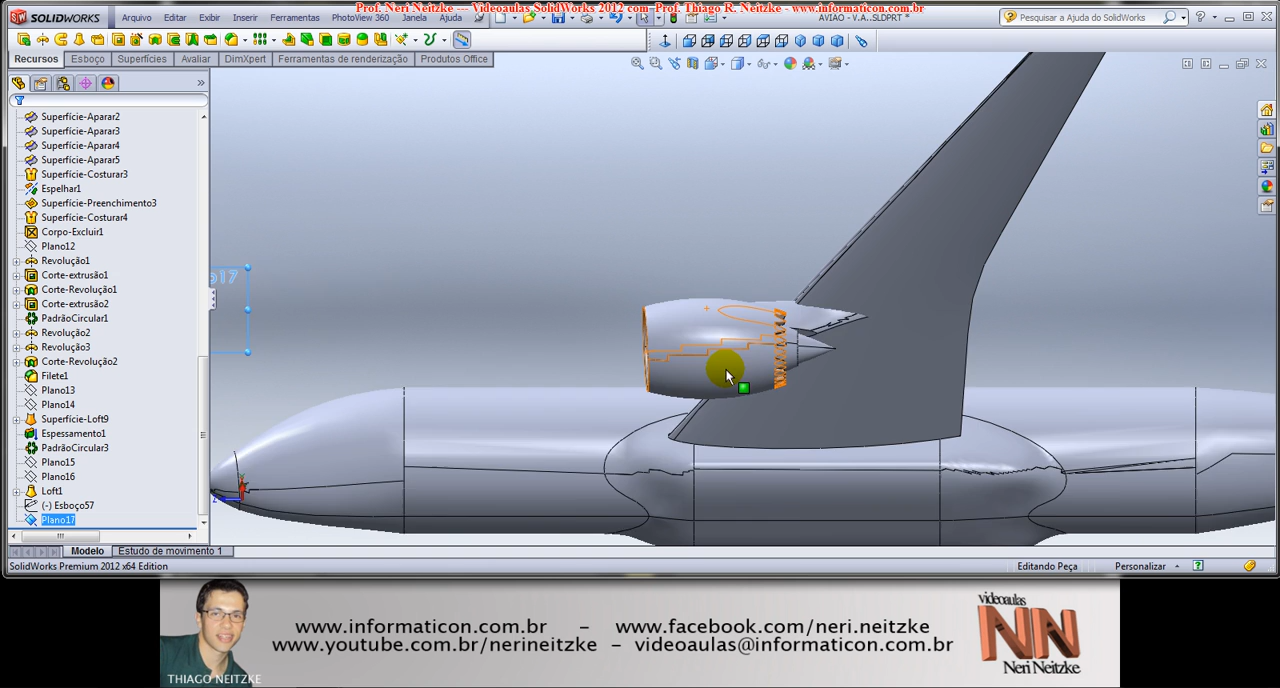 Prof. Neri Neitzke --- Videoaulas SolidWorks 2012 com Prof. Thiago R. Neitzke - www.informaticon.com.br
SOLIDWORKS Arquivo Editar Exibir Inserir Ferramentas PhotoView 360 Janela Ajuda AVIAO - V.A..SLDPRT * Pesquisar a Ajuda do SolidWorks
Recursos Esboço Superfícies Avaliar DimXpert Ferramentas de renderização Produtos Office
Superfície-Aparar2
Superfície-Aparar3
Superfície-Aparar4
Superfície-Aparar5
Superfície-Costurar3
Espelhar1
Superfície-Preenchimento3
Superfície-Costurar4
Corpo-Excluir1
Plano12
Revolução1
Corte-extrusão1
Corte-Revolução1
Corte-extrusão2
PadrãoCircular1
Revolução2
Revolução3
Corte-Revolução2
Filete1
Plano13
Plano14
Superfície-Loft9
Espessamento1
PadrãoCircular3
Plano15
Plano16
Loft1
(-) Esboço57
Plano17
o17
Modelo Estudo de movimento 1
SolidWorks Premium 2012 x64 Edition Editando Peça Personalizar
www.informaticon.com.br - www.facebook.com/neri.neitzke
www.youtube.com.br/nerineitzke - videoaulas@informaticon.com.br
THIAGO NEITZKE
videoaulas
NN
Neri Neitzke